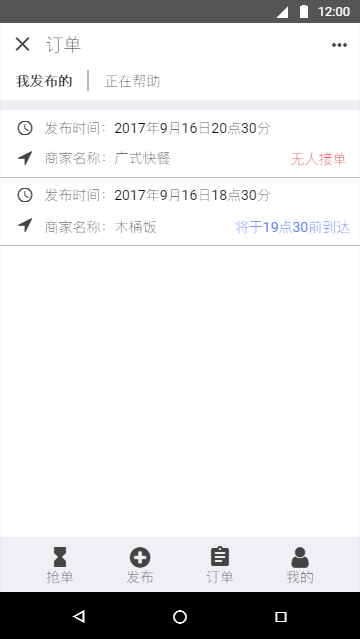 12:00
订单
我发布的 正在帮助
发布时间：2017年9月16日20点30分
商家名称：广式快餐 无人接单
发布时间：2017年9月16日18点30分
商家名称：木桶饭 将于19点30前到达
抢单 发布 订单 我的